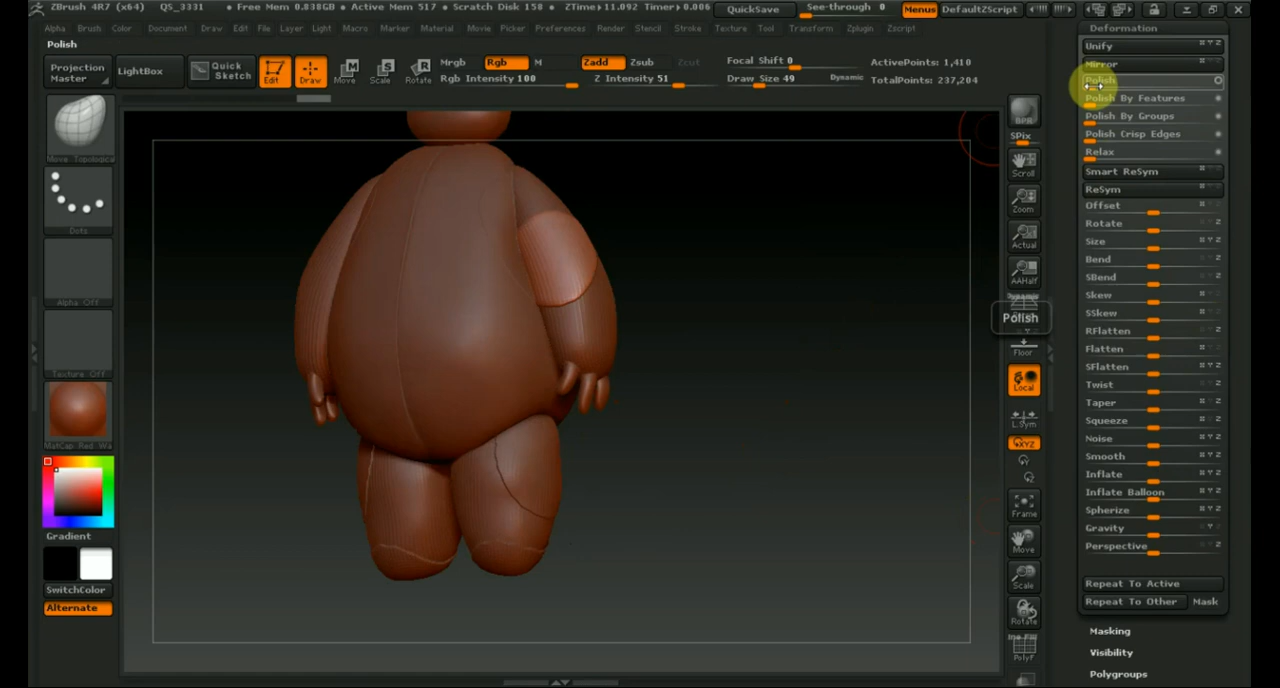 ZBrush 4R7 (x64) QS_3331 • Free Mem 0.838GB • Active Mem 517 • Scratch Disk 158 • ZTime▸11.092 Timer▸0.006 QuickSave See-through 0 Menus DefaultZScript
Alpha Brush Color Document Draw Edit File Layer Light Macro Marker Material Movie Picker Preferences Render Stencil Stroke Texture Tool Transform Zplugin Zscript
Polish
Projection
Master
LightBox
Quick
Sketch
Edit
Draw
Move
Scale
Rotate
Mrgb Rgb M
Rgb Intensity 100
Zadd Zsub Zcut
Z Intensity 51
Focal Shift 0
Draw Size 49 Dynamic
ActivePoints: 1,410
TotalPoints: 237,204
Move Topological
Dots
Alpha Off
Texture Off
MatCap Red Wa
Gradient
SwitchColor
Alternate
BPR
SPix
Scroll
Zoom
Actual
AAHalf
Dynamic
Polish
Floor
Local
L.Sym
XYZ
Frame
Move
Scale
Rotate
PolyF
Deformation
Unify
Mirror
Polish
Polish By Features
Polish By Groups
Polish Crisp Edges
Relax
Smart ReSym
ReSym
Offset
Rotate
Size
Bend
SBend
Skew
SSkew
RFlatten
Flatten
SFlatten
Twist
Taper
Squeeze
Noise
Smooth
Inflate
Inflate Balloon
Spherize
Gravity
Perspective
Repeat To Active
Repeat To Other Mask
Masking
Visibility
Polygroups